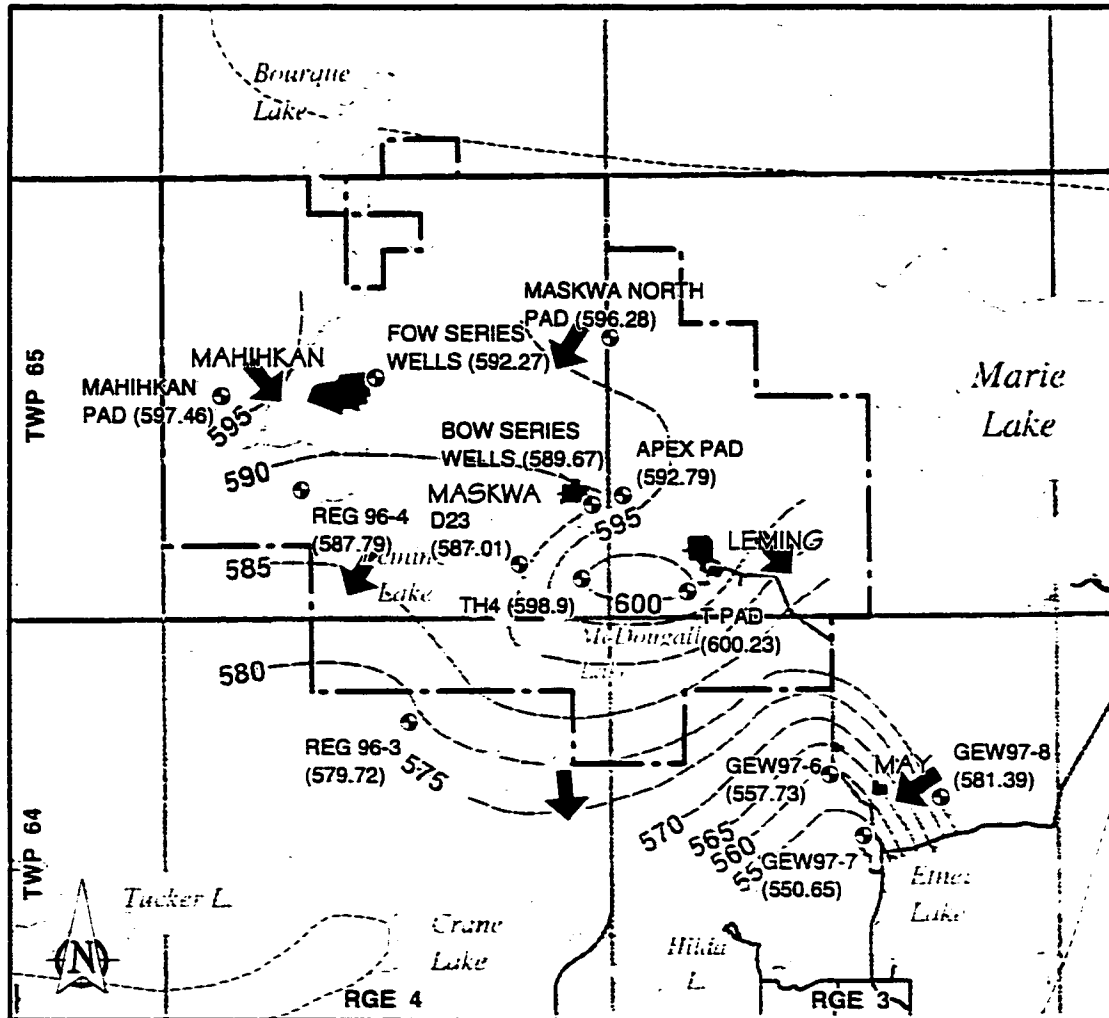 Bourque
Lake
MASKWA NORTH
PAD (596.28)
FOW SERIES
WELLS (592.27)
MAHIHKAN
MAHIHKAN
PAD (597.46)
595
TWP 65
Marie
Lake
BOW SERIES
WELLS (589.67)
APEX PAD
(592.79)
590
MASKWA
D23
(587.01)
595
REG 96-4
(587.79)
LEMING
585
Lake
TH4 (598.9)
600
T-PAD
(600.23)
McDougall
580
REG 96-3
(579.72)
575
GEW97-6
(557.73)
MAY
GEW97-8
(581.39)
570
565
560
TWP 64
GEW97-7
(550.65)
Tucker L.
Crane
Lake
Lake
Hilda
L.
N
RGE 4
RGE 3